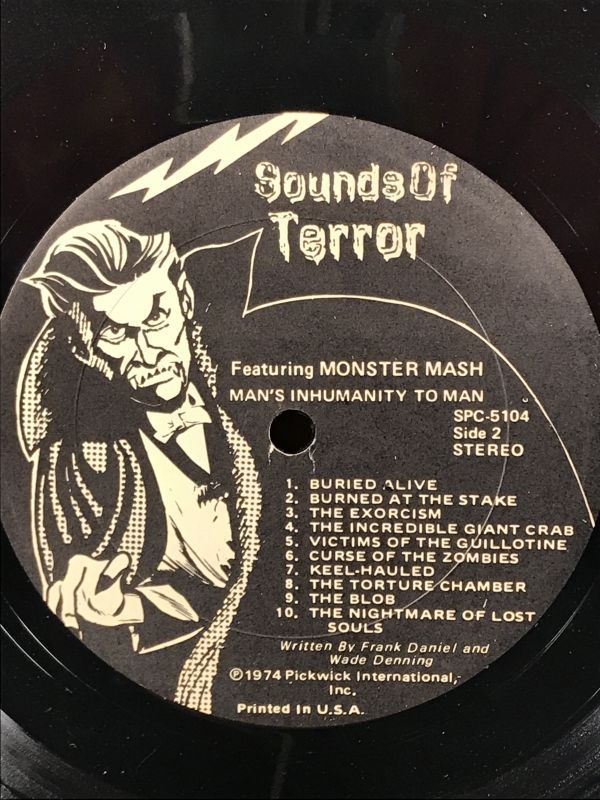 Sounds Of
Terror
Featuring MONSTER MASH
MAN'S INHUMANITY TO MAN
SPC-5104
Side 2
STEREO
1. BURIED ALIVE
2. BURNED AT THE STAKE
3. THE EXORCISM
4. THE INCREDIBLE GIANT CRAB
5. VICTIMS OF THE GUILLOTINE
6. CURSE OF THE ZOMBIES
7. KEEL-HAULED
8. THE TORTURE CHAMBER
9. THE BLOB
10. THE NIGHTMARE OF LOST
SOULS
Written By Frank Daniel and
Wade Denning
℗1974 Pickwick International,
Inc.
Printed In U.S.A.